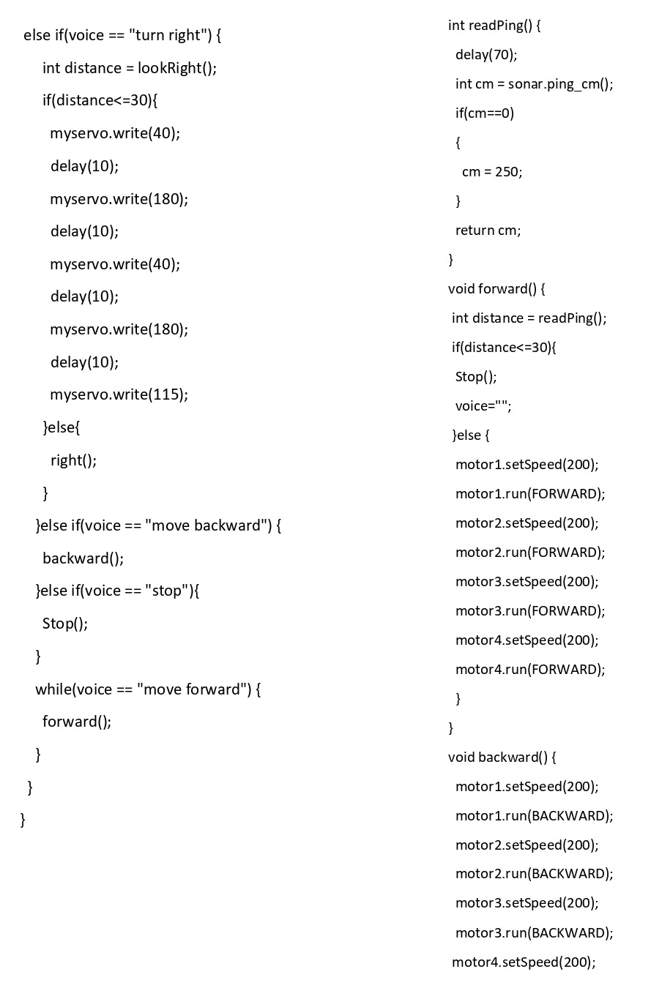 else if(voice == "turn right") {
int distance = lookRight();
if(distance<=30){
myservo.write(40);
delay(10);
myservo.write(180);
delay(10);
myservo.write(40);
delay(10);
myservo.write(180);
delay(10);
myservo.write(115);
}else{
right();
}
}else if(voice == "move backward") {
backward();
}else if(voice == "stop"){
Stop();
}
while(voice == "move forward") {
forward();
}
}
}
int readPing() {
delay(70);
int cm = sonar.ping_cm();
if(cm==0)
{
cm = 250;
}
return cm;
}
void forward() {
int distance = readPing();
if(distance<=30){
Stop();
voice="";
}else {
motor1.setSpeed(200);
motor1.run(FORWARD);
motor2.setSpeed(200);
motor2.run(FORWARD);
motor3.setSpeed(200);
motor3.run(FORWARD);
motor4.setSpeed(200);
motor4.run(FORWARD);
}
}
void backward() {
motor1.setSpeed(200);
motor1.run(BACKWARD);
motor2.setSpeed(200);
motor2.run(BACKWARD);
motor3.setSpeed(200);
motor3.run(BACKWARD);
motor4.setSpeed(200);